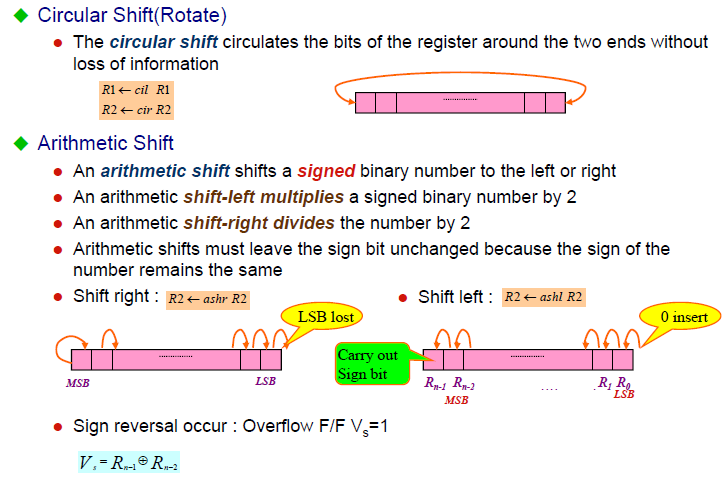 Circular Shift(Rotate)
The circular shift circulates the bits of the register around the two ends without
loss of information
R1 ← cil R1
R2 ← cir R2
...............
Arithmetic Shift
An arithmetic shift shifts a signed binary number to the left or right
An arithmetic shift-left multiplies a signed binary number by 2
An arithmetic shift-right divides the number by 2
Arithmetic shifts must leave the sign bit unchanged because the sign of the
number remains the same
Shift right : R2 ← ashr R2
Shift left : R2 ← ashl R2
LSB lost
0 insert
...............
Carry out
Sign bit
...............
MSB
LSB
Rn-1 Rn-2 .... R1 R0
MSB
LSB
Sign reversal occur : Overflow F/F Vs=1
Vs = Rn−1 ⊕ Rn−2